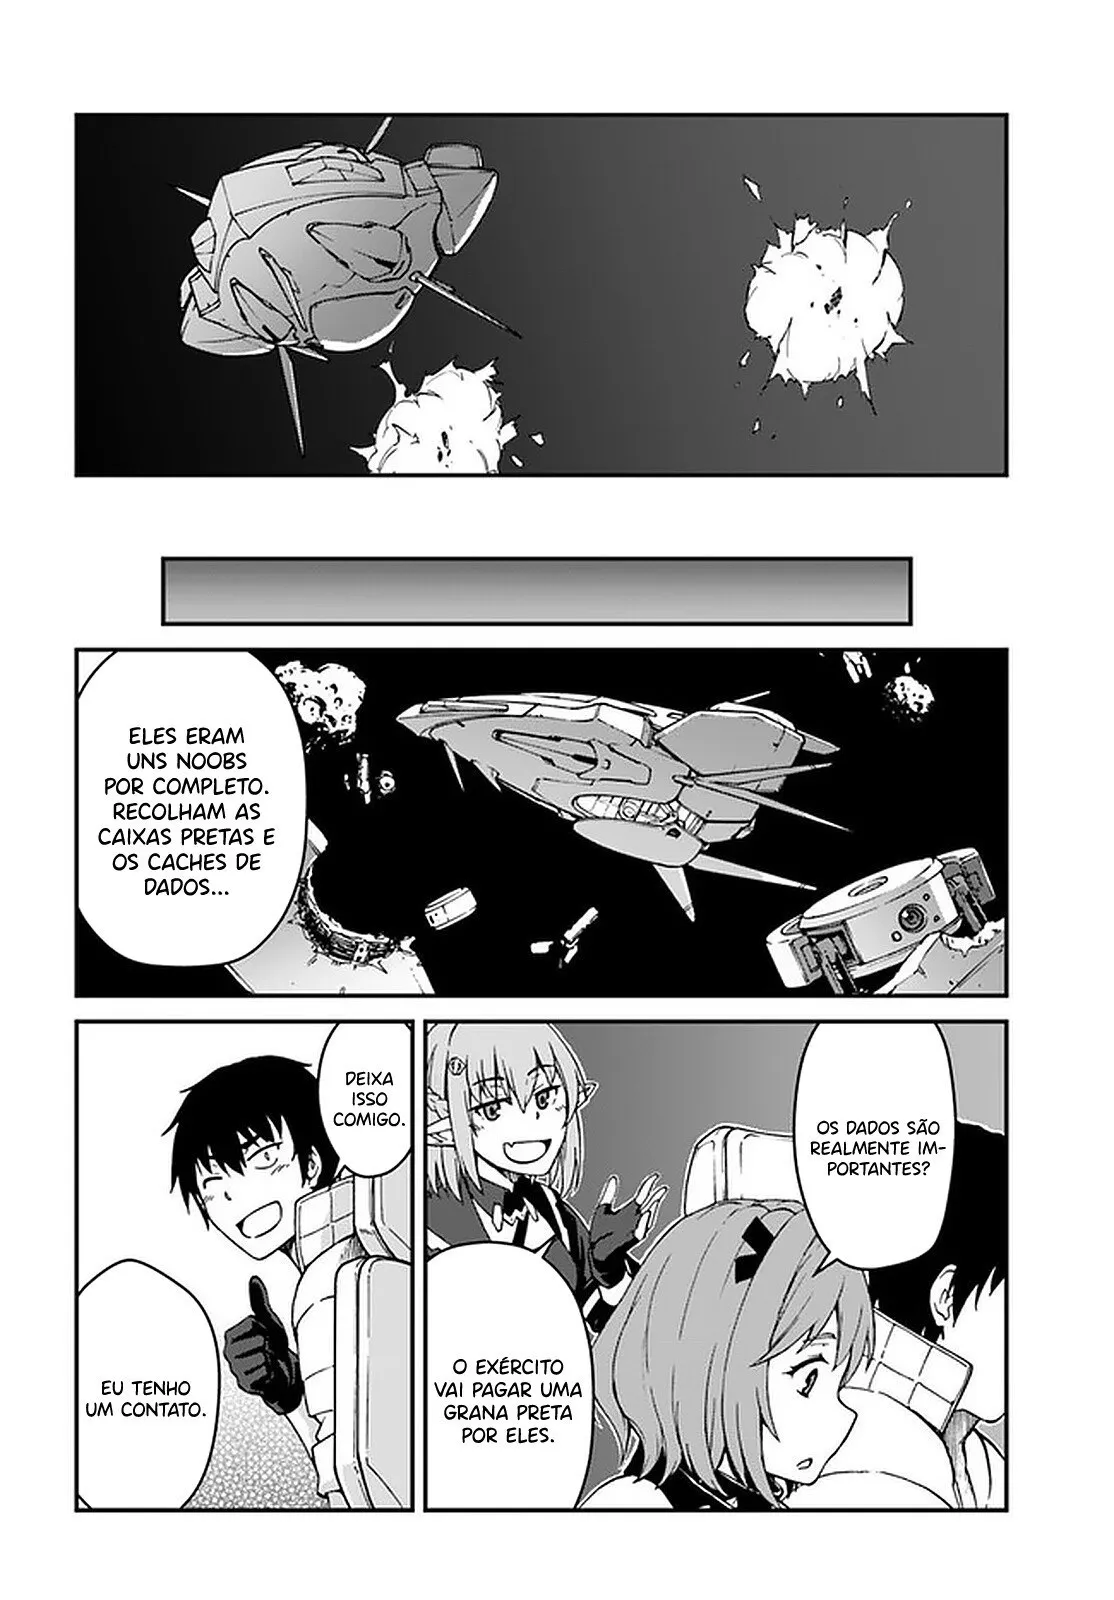 ELES ERAM
UNS NOOBS
POR COMPLETO.
RECOLHAM AS
CAIXAS PRETAS E
OS CACHES DE
DADOS...
OS DADOS SÃO
REALMENTE IM-
PORTANTES?
O EXÉRCITO
VAI PAGAR UMA
GRANA PRETA
POR ELES.
DEIXA
ISSO
COMIGO.
EU TENHO
UM CONTATO.